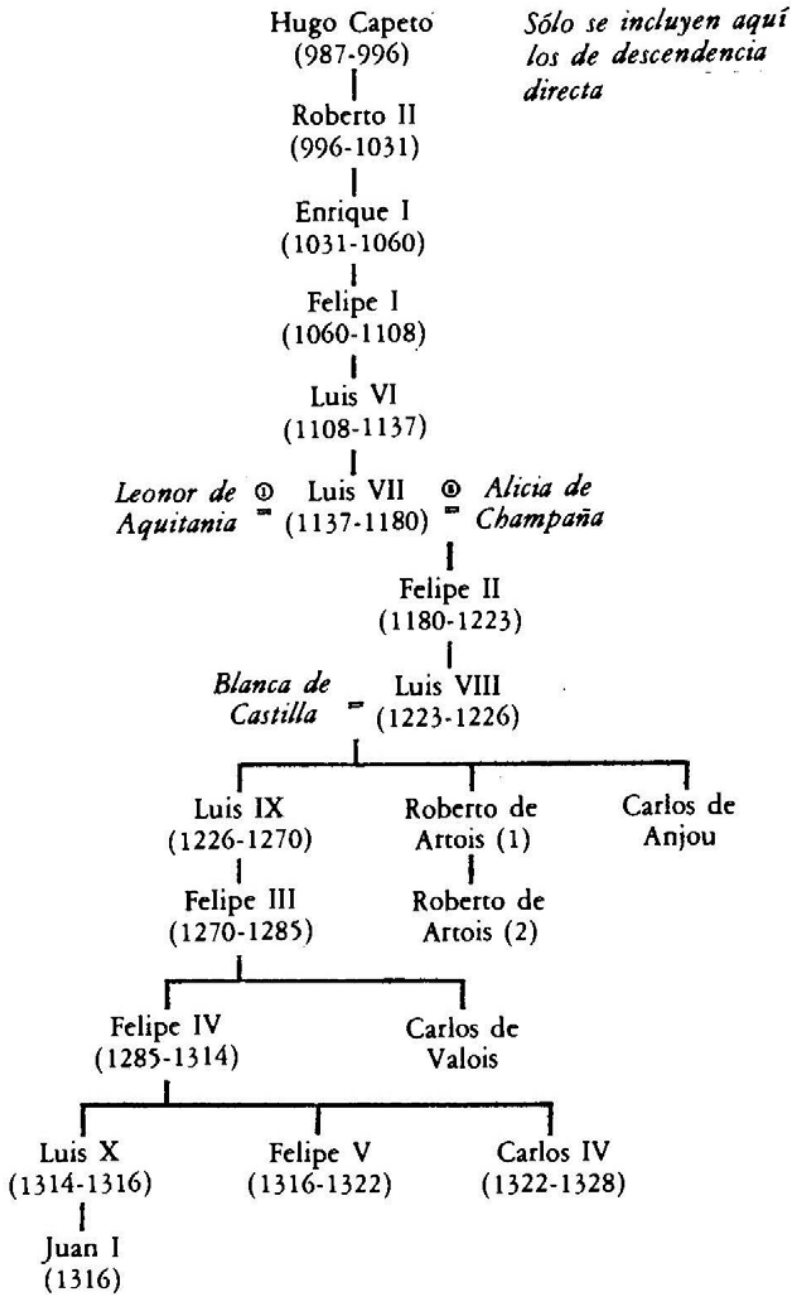 Hugo Capeto
(987-996)
Sólo se incluyen aquí
los de descendencia
directa
Roberto II
(996-1031)
Enrique I
(1031-1060)
Felipe I
(1060-1108)
Luis VI
(1108-1137)
Leonor de
Aquitania
① =
Luis VII
(1137-1180)
=
Alicia de
Champaña
Felipe II
(1180-1223)
Blanca de
Castilla
=
Luis VIII
(1223-1226)
Luis IX
(1226-1270)
Roberto de
Artois (1)
Carlos de
Anjou
Felipe III
(1270-1285)
Roberto de
Artois (2)
Felipe IV
(1285-1314)
Carlos de
Valois
Luis X
(1314-1316)
Felipe V
(1316-1322)
Carlos IV
(1322-1328)
Juan I
(1316)